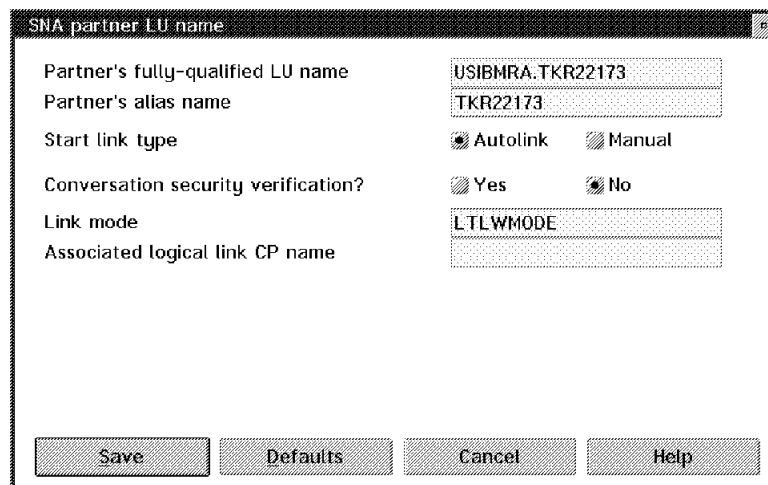 SNA partner LU name
Partner's fully-qualified LU name USIBMRA.TKR22173
Partner's alias name TKR22173
Start link type Autolink Manual
Conversation security verification? Yes No
Link mode LTLWMODE
Associated logical link CP name
Save Defaults Cancel Help